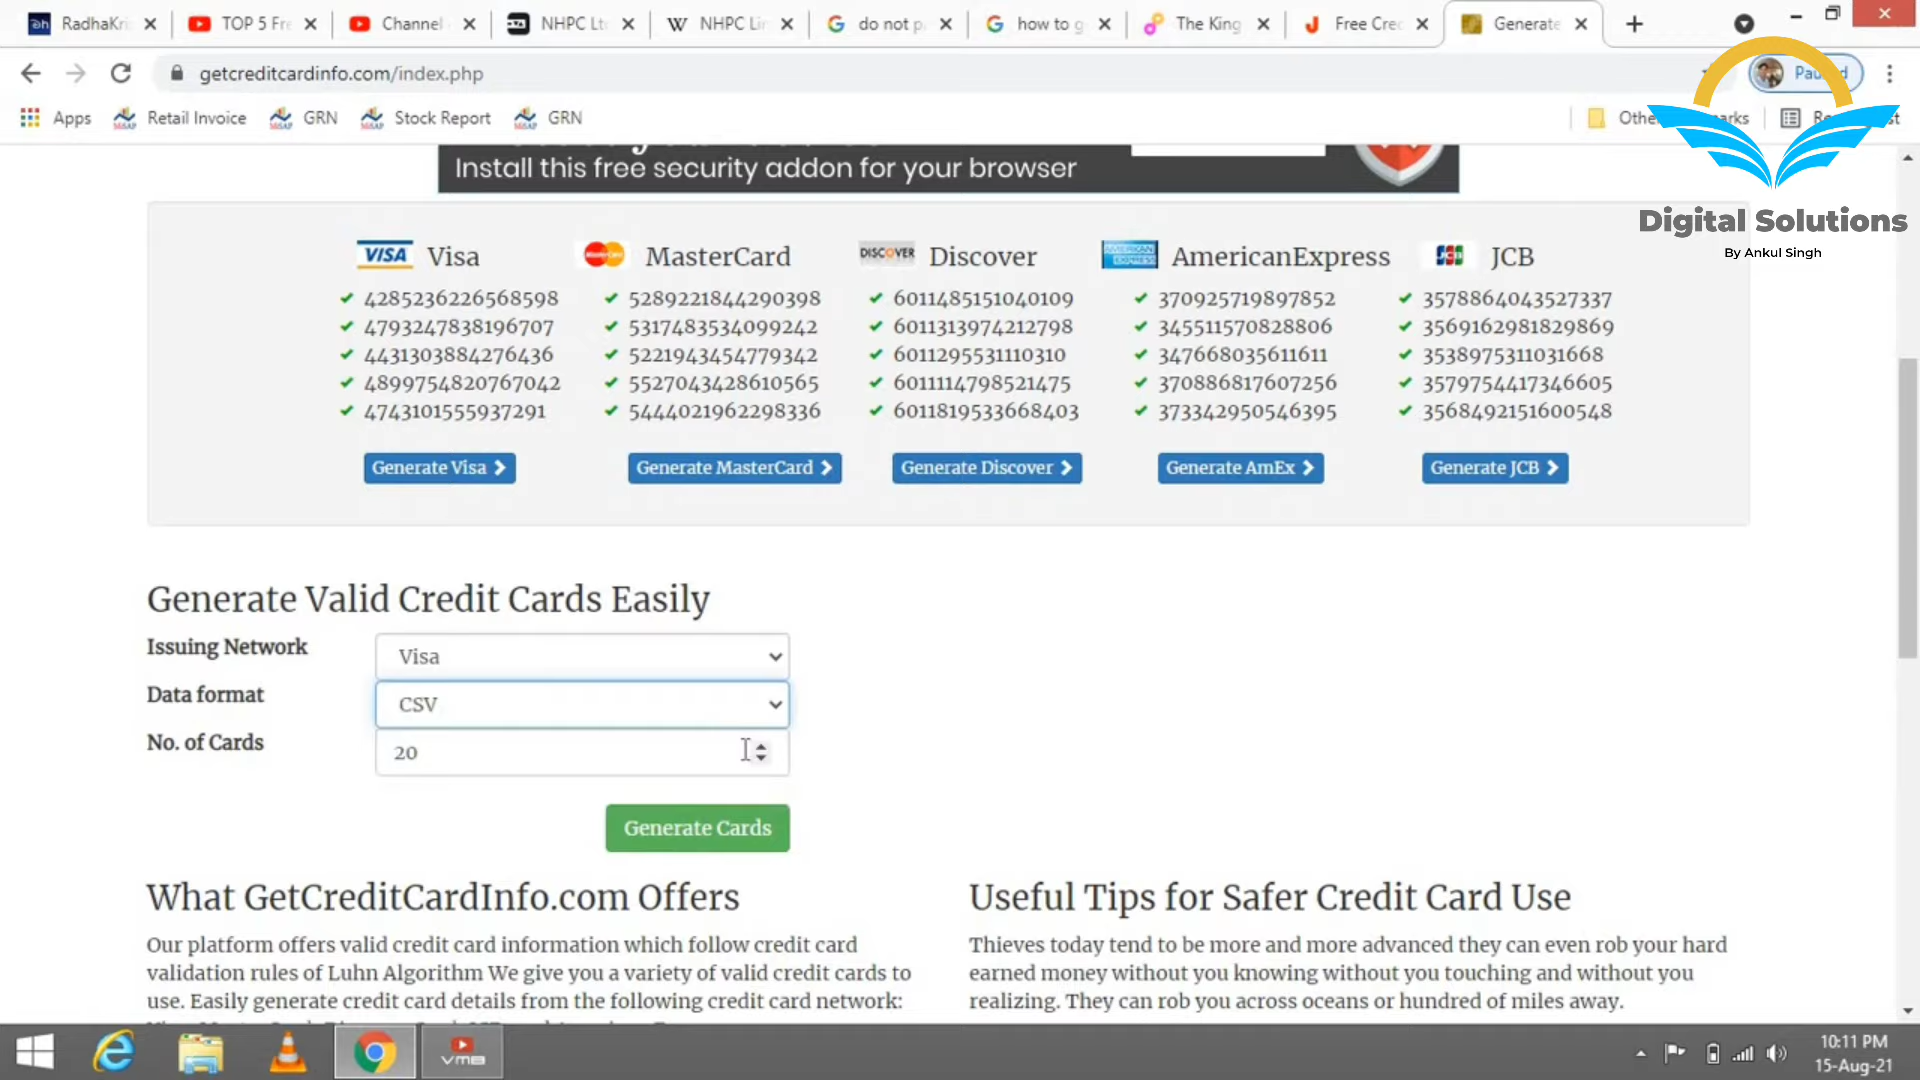 RadhaKri
TOP 5 Fre
Channel
NHPC Lt
NHPC Lin
do not p
how to g
The King
Free Cred
Generate
getcreditcardinfo.com/index.php
Apps
Retail Invoice
GRN
Stock Report
GRN
Install this free security addon for your browser
Digital Solutions
By Ankul Singh
VISA Visa
MasterCard
DISCOVER Discover
AMERICAN EXPRESS AmericanExpress
JCB JCB
4285236226568598 5289221844290398 6011485151040109 370925719897852 3578864043527337
4793247838196707 5317483534099242 6011313974212798 345511570828806 3569162981829869
4431303884276436 5221943454779342 6011295531110310 347668035611611 3538975311031668
4899754820767042 5527043428610565 6011114798521475 370886817607256 3579754417346605
4743101555937291 5444021962298336 6011819533668403 373342950546395 3568492151600548
Generate Visa
Generate MasterCard
Generate Discover
Generate AmEx
Generate JCB
Generate Valid Credit Cards Easily
Issuing Network
Visa
Data format
CSV
No. of Cards
20
Generate Cards
What GetCreditCardInfo.com Offers
Our platform offers valid credit card information which follow credit card
validation rules of Luhn Algorithm We give you a variety of valid credit cards to
use. Easily generate credit card details from the following credit card network:
Useful Tips for Safer Credit Card Use
Thieves today tend to be more and more advanced they can even rob your hard
earned money without you knowing without you touching and without you
realizing. They can rob you across oceans or hundred of miles away.
10:11 PM
15-Aug-21